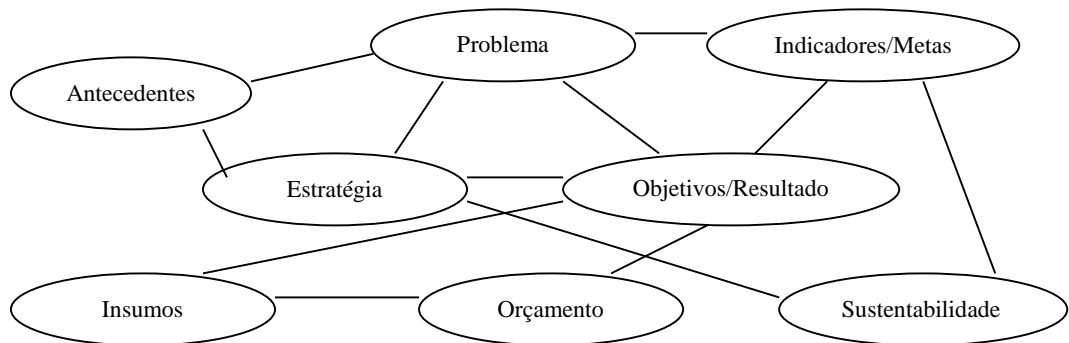 Problema
Indicadores/Metas
Antecedentes
Estratégia
Objetivos/Resultado
Insumos
Orçamento
Sustentabilidade